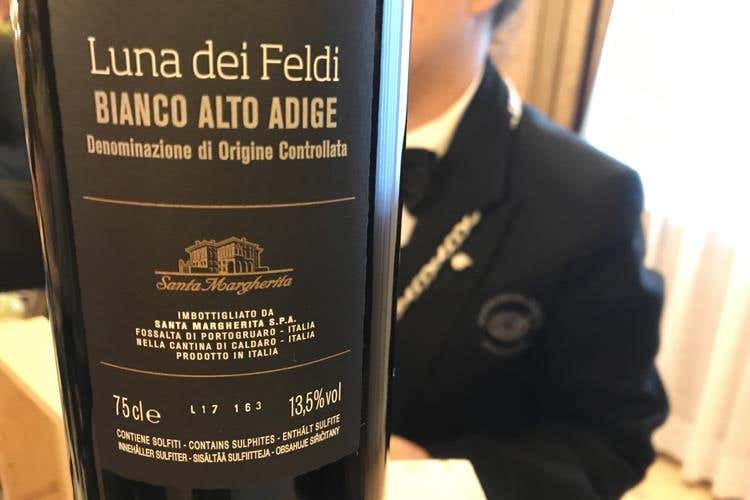 Luna dei Feldi
BIANCO ALTO ADIGE
Denominazione di Origine Controllata
Santa Margherita
IMBOTTIGLIATO DA
SANTA MARGHERITA S.P.A.
FOSSALTA DI PORTOGRUARO - ITALIA
NELLA CANTINA DI CALDARO - ITALIA
PRODOTTO IN ITALIA
75cl e L17 163 13,5%vol
CONTIENE SOLFITI - CONTAINS SULPHITES - ENTHÄLT SULFITE
INNEHÅLLER SULFITER - SISÄLTÄÄ SULFIITTEJA - OBSAHUJE SIŘIČITANY